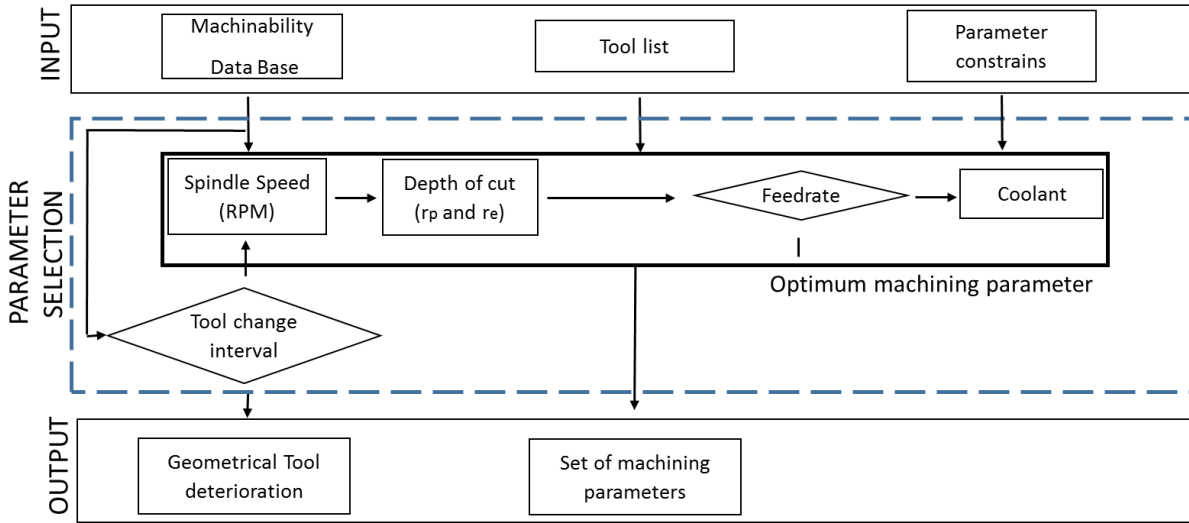 INPUT
Machinability
Data Base
Tool list
Parameter
constrains
PARAMETER
SELECTION
Spindle Speed
(RPM)
Depth of cut
(rp and re)
Feedrate
Coolant
Optimum machining parameter
Tool change
interval
OUTPUT
Geometrical Tool
deterioration
Set of machining
parameters